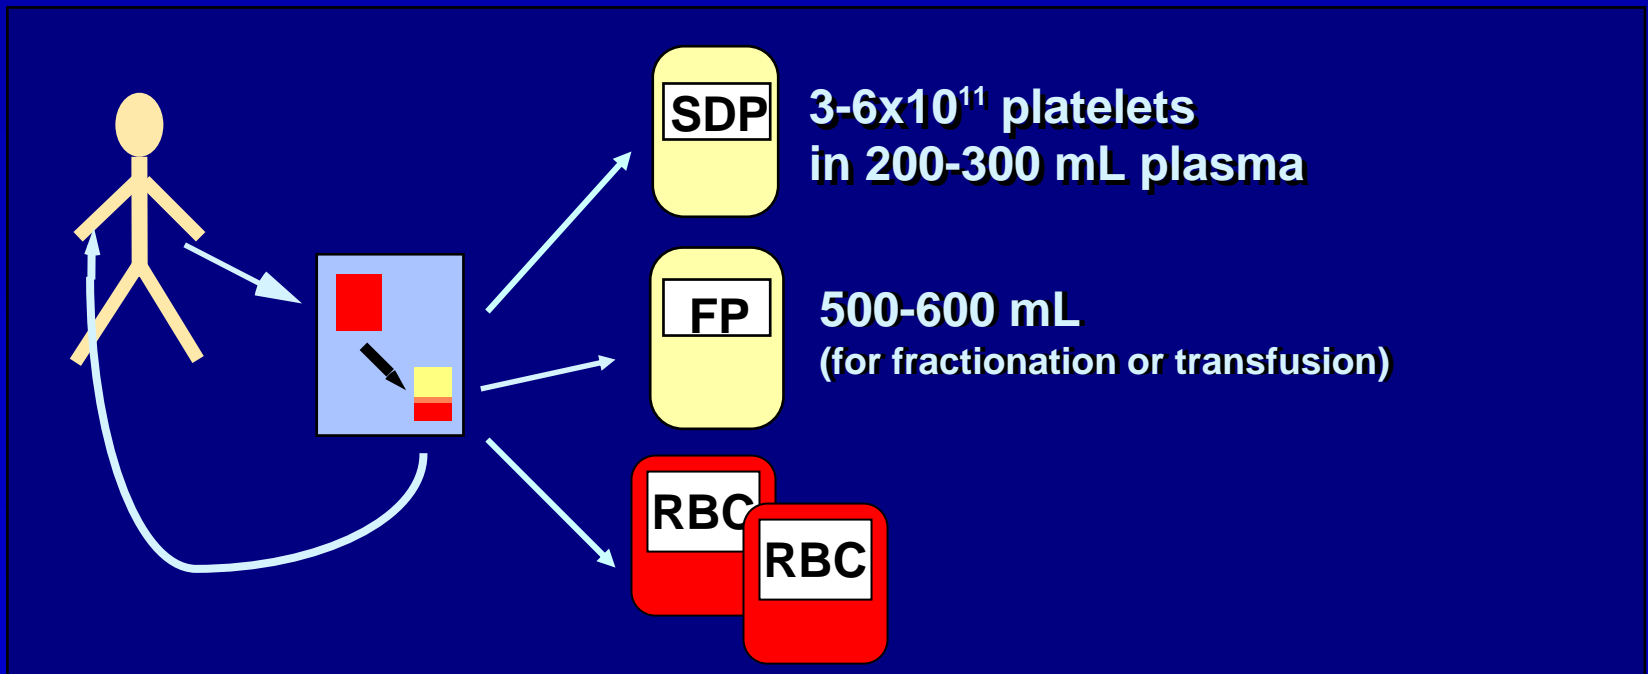 SDP
3-6x10¹¹ platelets
in 200-300 mL plasma
FP
500-600 mL
(for fractionation or transfusion)
RBC
RBC